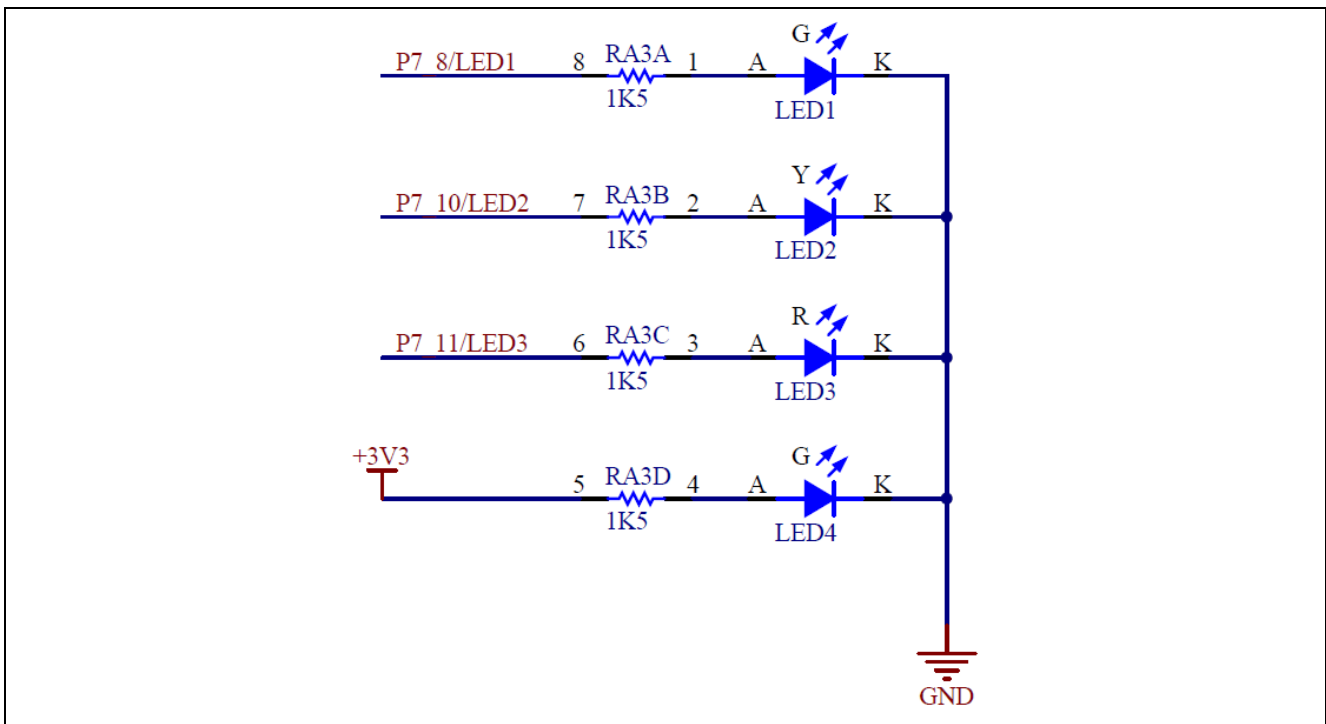 G
P7_8/LED1 8 RA3A 1 A K
1K5 LED1
Y
P7_10/LED2 7 RA3B 2 A K
1K5 LED2
R
P7_11/LED3 6 RA3C 3 A K
1K5 LED3
+3V3
G
5 RA3D 4 A K
1K5 LED4
GND